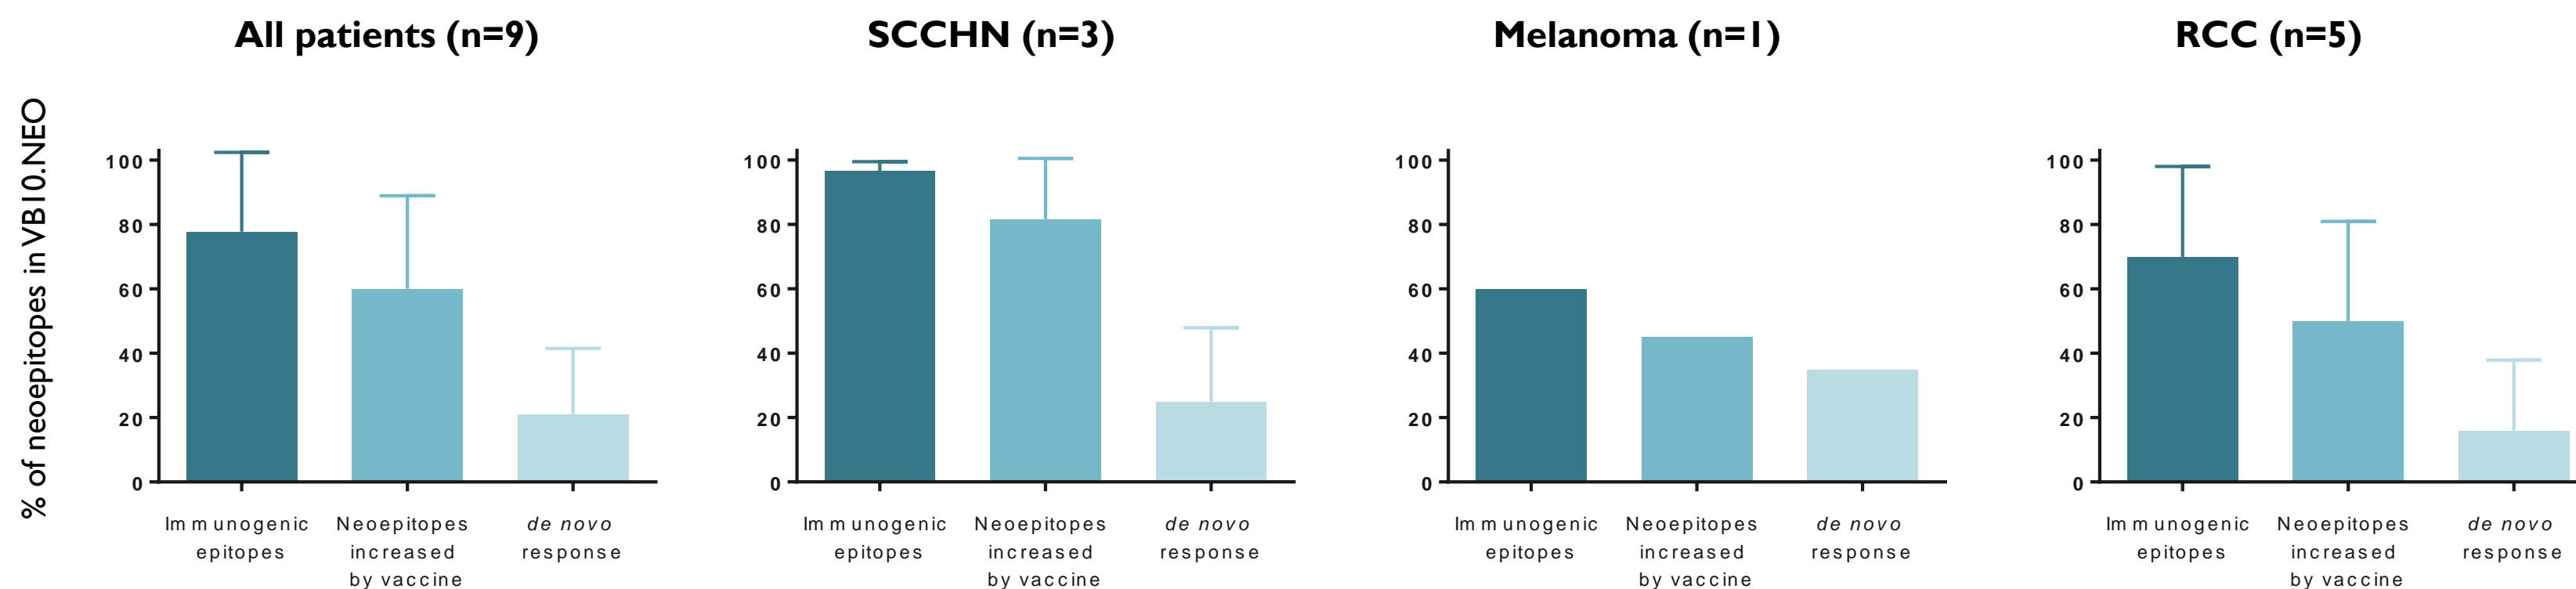 All patients (n=9)
SCCHN (n=3)
Melanoma (n=1)
RCC (n=5)
% of neoepitopes in VB10.NEO
100
80
60
40
20
0
Immunogenic
epitopes
Neoepitopes
increased
by vaccine
de novo
response
100
80
60
40
20
0
Immunogenic
epitopes
Neoepitopes
increased
by vaccine
de novo
response
100
80
60
40
20
0
Immunogenic
epitopes
Neoepitopes
increased
by vaccine
de novo
response
100
80
60
40
20
0
Immunogenic
epitopes
Neoepitopes
increased
by vaccine
de novo
response